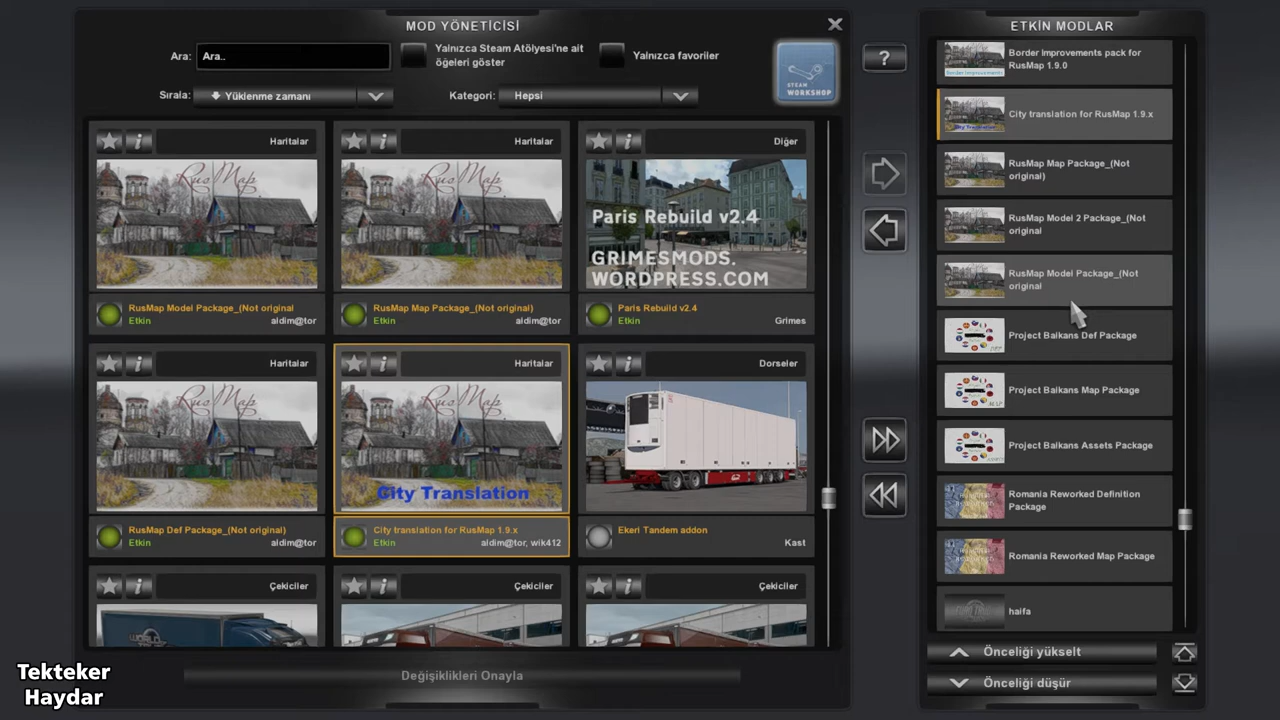 MOD YÖNETİCİSİ
Ara:
Ara..
Yalnızca Steam Atölyesi'ne ait
öğeleri göster
Yalnızca favoriler
STEAM
WORKSHOP
Sırala:
Yüklenme zamanı
Kategori:
Hepsi
Haritalar
RusMap
RusMap Model Package_(Not original
Etkin
aldim@tor
Haritalar
RusMap
RusMap Map Package_(Not original)
Etkin
aldim@tor
Diğer
Paris Rebuild v2.4
GRIMESMODS.
WORDPRESS.COM
Paris Rebuild v2.4
Etkin
Grimes
Haritalar
RusMap
RusMap Def Package_(Not original)
Etkin
aldim@tor
Haritalar
RusMap
City Translation
City translation for RusMap 1.9.x
Etkin
aldim@tor, wik412
Dorseler
Ekeri Tandem addon
Kast
Çekiciler
WORLD
Çekiciler
Çekiciler
Değişiklikleri Onayla
?
ETKİN MODLAR
Border Improvements pack for
RusMap 1.9.0
City translation for RusMap 1.9.x
RusMap Map Package_(Not
original)
RusMap Model 2 Package_(Not
original
RusMap Model Package_(Not
original
Project Balkans Def Package
Project Balkans Map Package
Project Balkans Assets Package
Romania Reworked Definition
Package
Romania Reworked Map Package
haifa
Önceliği yükselt
Önceliği düşür
Tekteker
Haydar